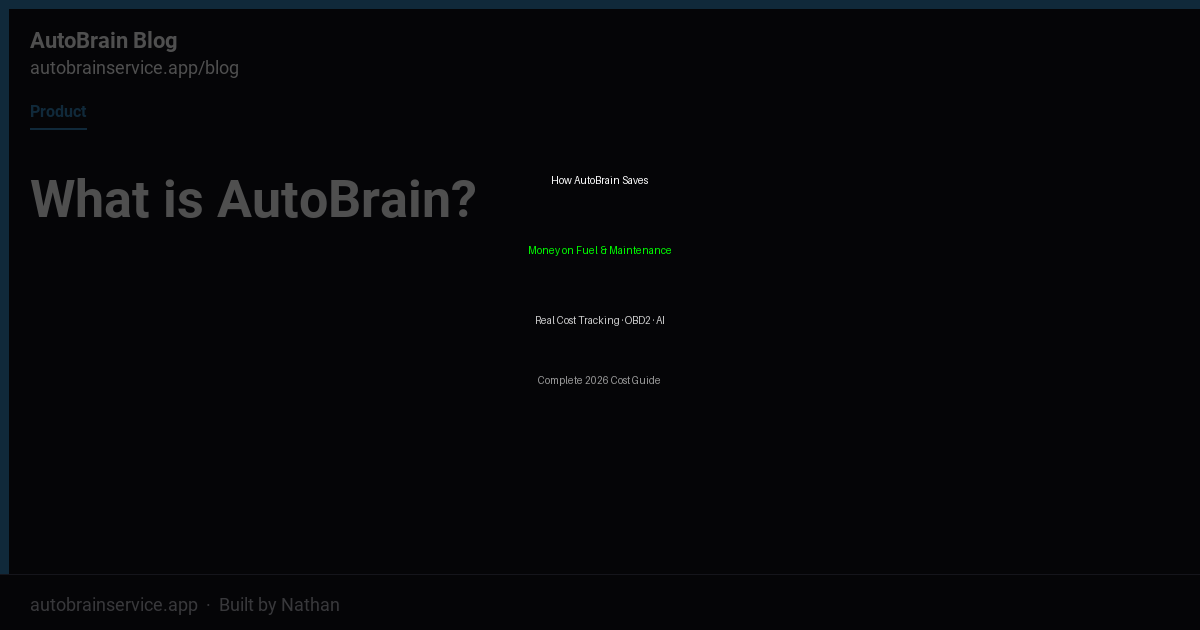 AutoBrain Blog
autobrainservice.app/blog
Product
What is AutoBrain?
How AutoBrain Saves
Money on Fuel & Maintenance
Real Cost Tracking · OBD2 · AI
Complete 2026 Cost Guide
autobrainservice.app · Built by Nathan